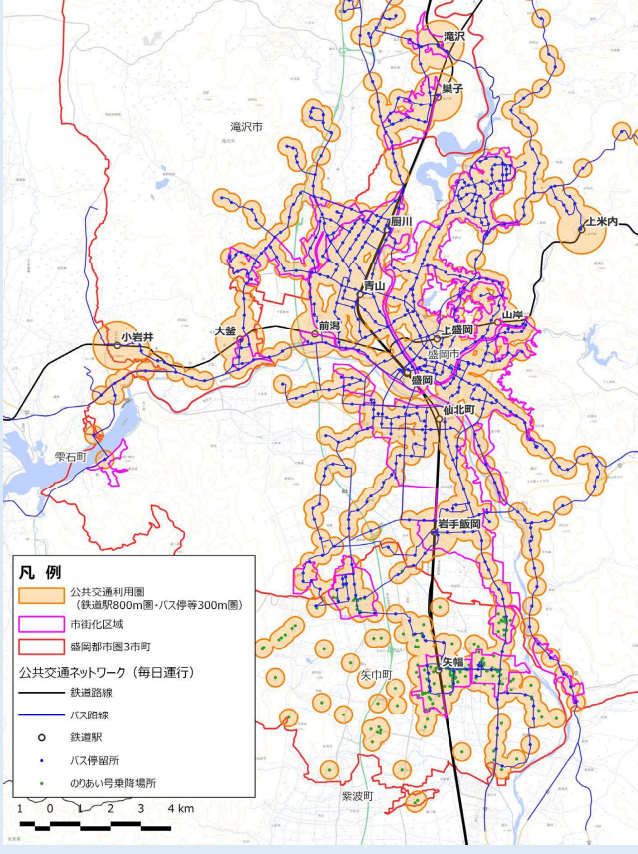 滝沢
巣子
滝沢市
上米内
厨川
青山
山岸
前潟
上盛岡
小岩井
大釜
盛岡市
盛岡
仙北町
雫石町
岩手飯岡
矢幅
矢巾町
紫波町
凡 例
公共交通利用圏
(鉄道駅800m圏・バス停等300m圏)
市街化区域
盛岡都市圏3市町
公共交通ネットワーク(毎日運行)
鉄道路線
バス路線
鉄道駅
バス停留所
のりあい号乗降場所
1 0 1 2 3 4 km